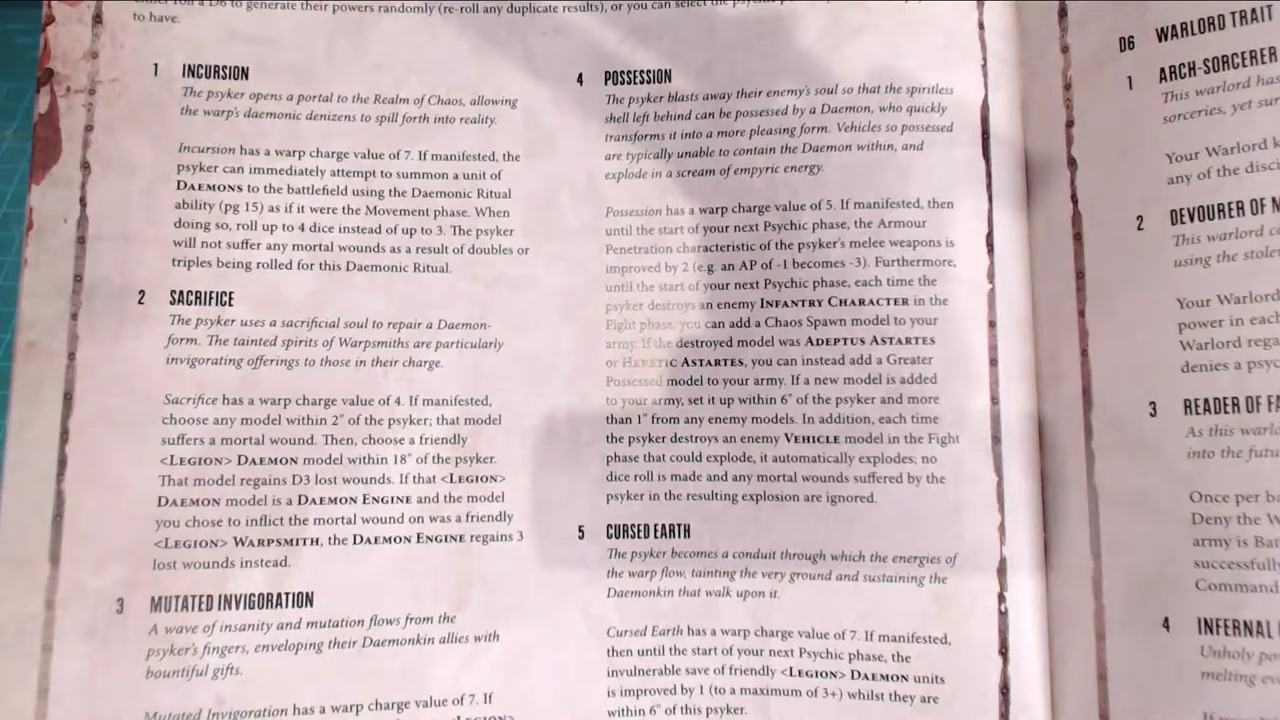 either roll a D6 to generate their powers randomly (re-roll any duplicate results), or you can select the
to have.
1 INCURSION
The psyker opens a portal to the Realm of Chaos, allowing
the warp's daemonic denizens to spill forth into reality.
Incursion has a warp charge value of 7. If manifested, the
psyker can immediately attempt to summon a unit of
DAEMONS to the battlefield using the Daemonic Ritual
ability (pg 15) as if it were the Movement phase. When
doing so, roll up to 4 dice instead of up to 3. The psyker
will not suffer any mortal wounds as a result of doubles or
triples being rolled for this Daemonic Ritual.
2 SACRIFICE
The psyker uses a sacrificial soul to repair a Daemon-
form. The tainted spirits of Warpsmiths are particularly
invigorating offerings to those in their charge.
Sacrifice has a warp charge value of 4. If manifested,
choose any model within 2" of the psyker; that model
suffers a mortal wound. Then, choose a friendly
<LEGION> DAEMON model within 18" of the psyker.
That model regains D3 lost wounds. If that <LEGION>
DAEMON model is a DAEMON ENGINE and the model
you chose to inflict the mortal wound on was a friendly
<LEGION> WARPSMITH, the DAEMON ENGINE regains 3
lost wounds instead.
3 MUTATED INVIGORATION
A wave of insanity and mutation flows from the
psyker's fingers, enveloping their Daemonkin allies with
bountiful gifts.
Mutated Invigoration has a warp charge value of 7. If
<LEGION>
4 POSSESSION
The psyker blasts away their enemy's soul so that the spiritless
shell left behind can be possessed by a Daemon, who quickly
transforms it into a more pleasing form. Vehicles so possessed
are typically unable to contain the Daemon within, and
explode in a scream of empyric energy.
Possession has a warp charge value of 5. If manifested, then
until the start of your next Psychic phase, the Armour
Penetration characteristic of the psyker's melee weapons is
improved by 2 (e.g. an AP of -1 becomes -3). Furthermore,
until the start of your next Psychic phase, each time the
psyker destroys an enemy INFANTRY CHARACTER in the
Fight phase, you can add a Chaos Spawn model to your
army. If the destroyed model was ADEPTUS ASTARTES
or HERETIC ASTARTES, you can instead add a Greater
Possessed model to your army. If a new model is added
to your army, set it up within 6" of the psyker and more
than 1" from any enemy models. In addition, each time
the psyker destroys an enemy VEHICLE model in the Fight
phase that could explode, it automatically explodes; no
dice roll is made and any mortal wounds suffered by the
psyker in the resulting explosion are ignored.
5 CURSED EARTH
The psyker becomes a conduit through which the energies of
the warp flow, tainting the very ground and sustaining the
Daemonkin that walk upon it.
Cursed Earth has a warp charge value of 7. If manifested,
then until the start of your next Psychic phase, the
invulnerable save of friendly <LEGION> DAEMON units
is improved by 1 (to a maximum of 3+) whilst they are
within 6" of this psyker.
D6 WARLORD TRAIT
1 ARCH-SORCERER
This warlord has
sorceries, yet
Your Warlord
any of the
2 DEVOURER OF
This warlord
using the
Your Warlord
power in each
Warlord
denies a
3 READER OF
As this
into the
Once per
Deny the
army is
successfully
Command
4 INFERNAL
Unholy
melting